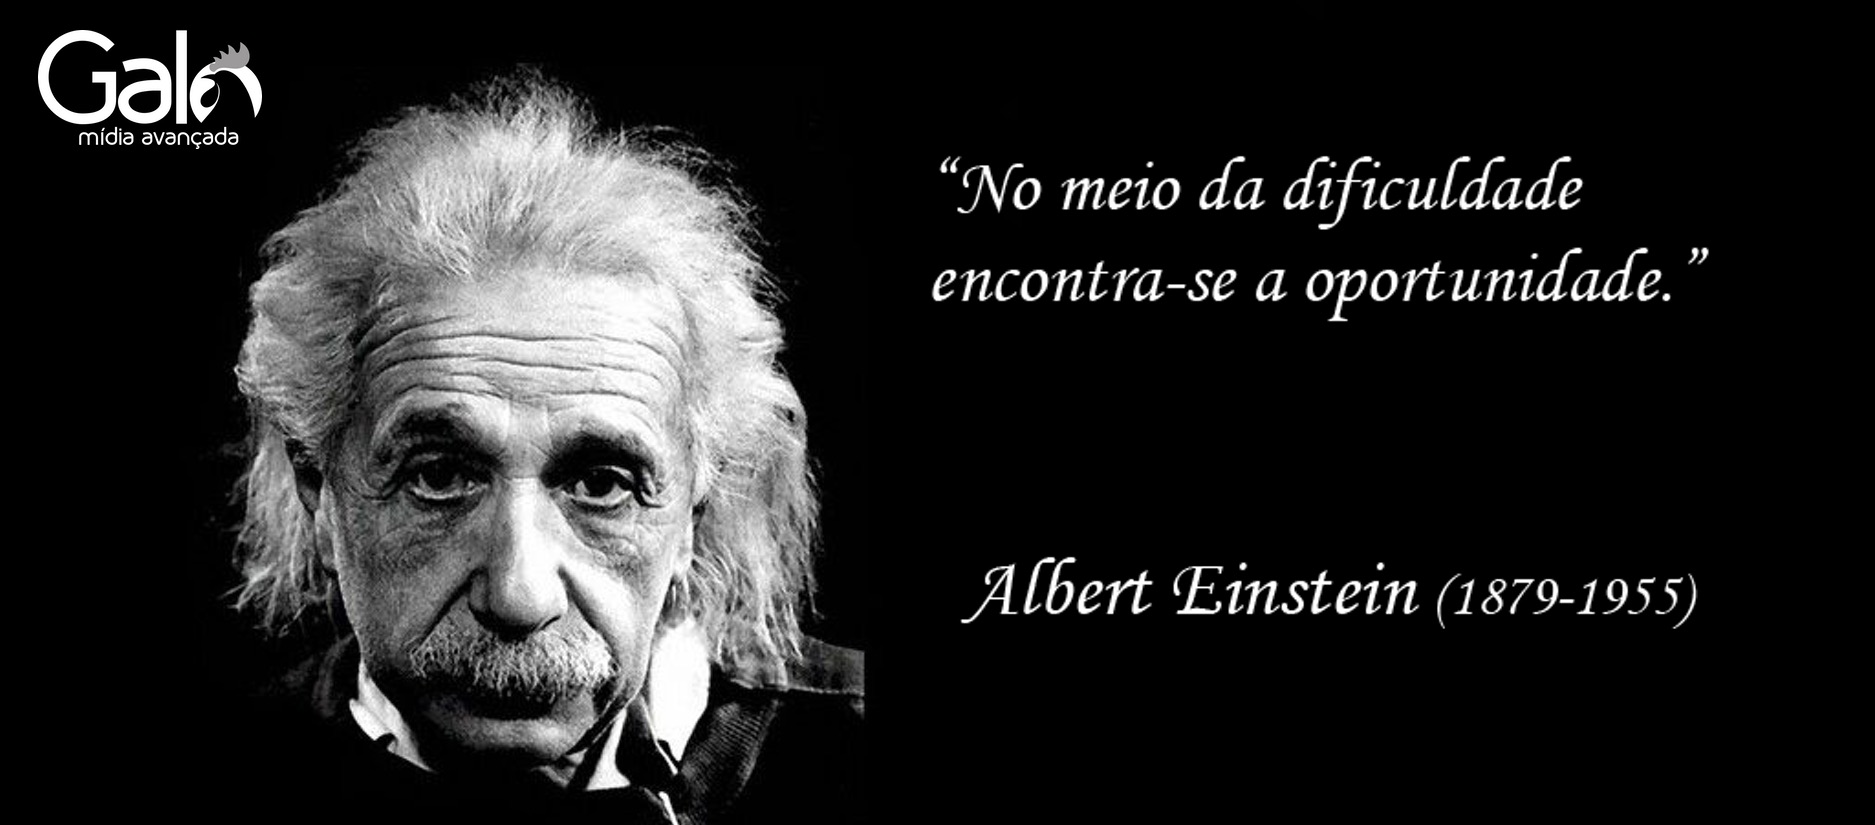 Galo
mídia avançada
“No meio da dificuldade
encontra-se a oportunidade.”
Albert Einstein (1879-1955)